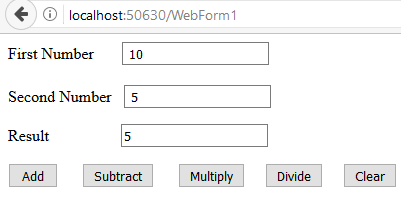 localhost:50630/WebForm1
First Number 10
Second Number 5
Result 5
Add Subtract Multiply Divide Clear